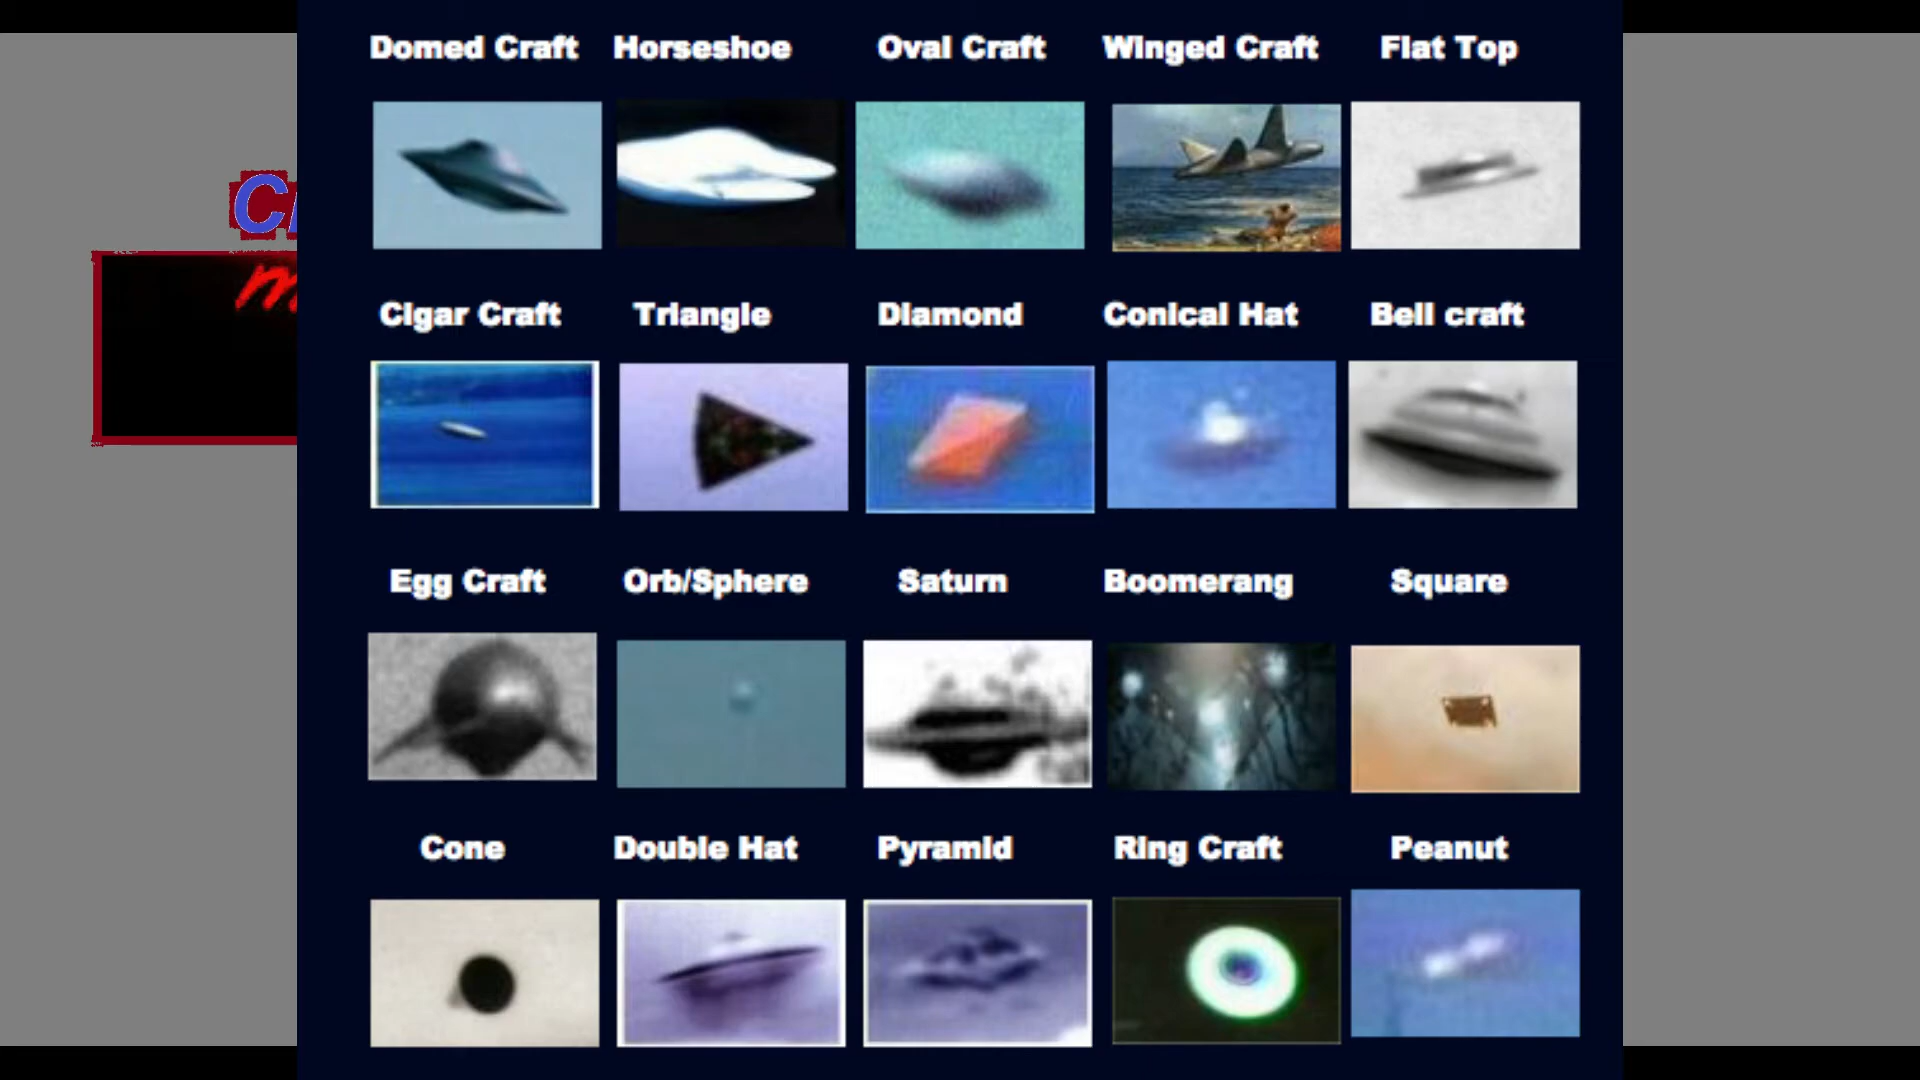 Domed Craft Horseshoe Oval Craft Winged Craft Flat Top
Cigar Craft Triangle Diamond Conical Hat Bell craft
Egg Craft Orb/Sphere Saturn Boomerang Square
Cone Double Hat Pyramid Ring Craft Peanut